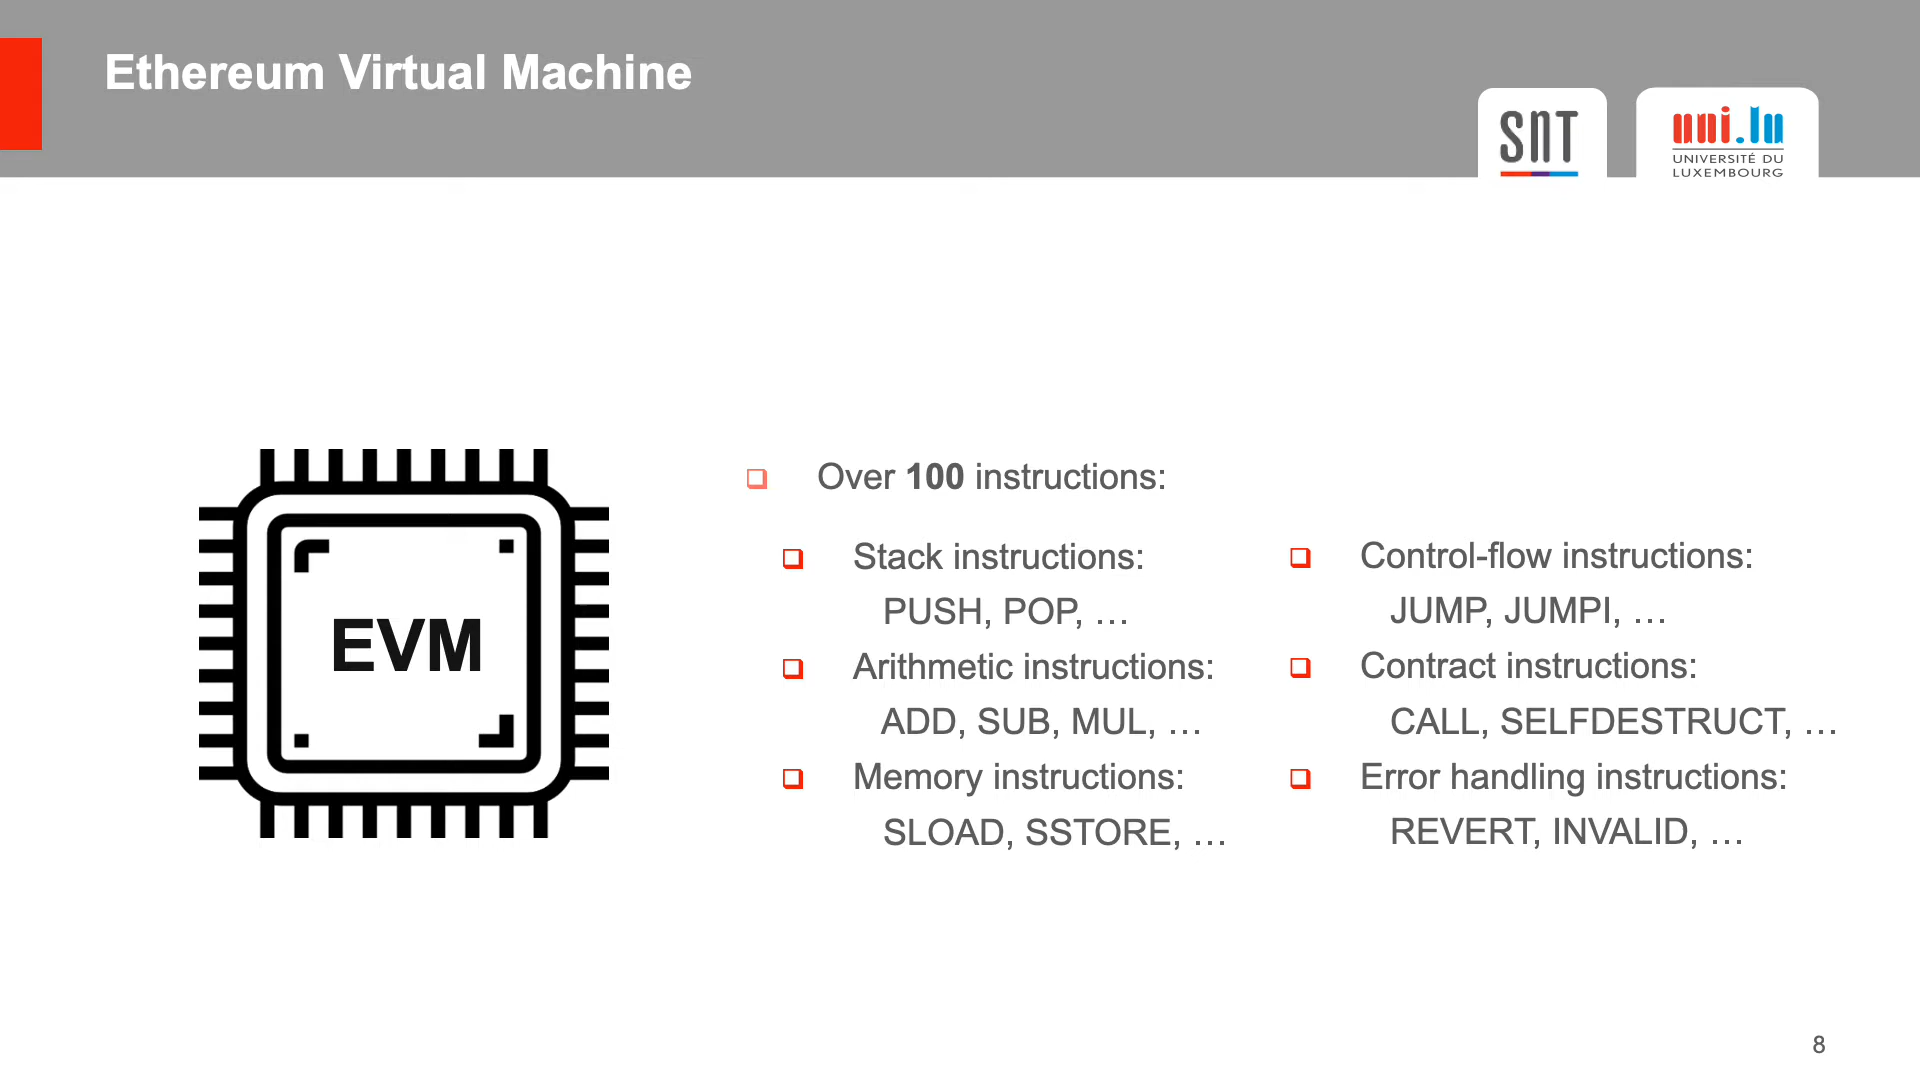 Ethereum Virtual Machine
SNT
uni.lu
UNIVERSITÉ DU
LUXEMBOURG
EVM
Over 100 instructions:
Stack instructions:
PUSH, POP, …
Arithmetic instructions:
ADD, SUB, MUL, …
Memory instructions:
SLOAD, SSTORE, …
Control-flow instructions:
JUMP, JUMPI, …
Contract instructions:
CALL, SELFDESTRUCT, …
Error handling instructions:
REVERT, INVALID, …
8